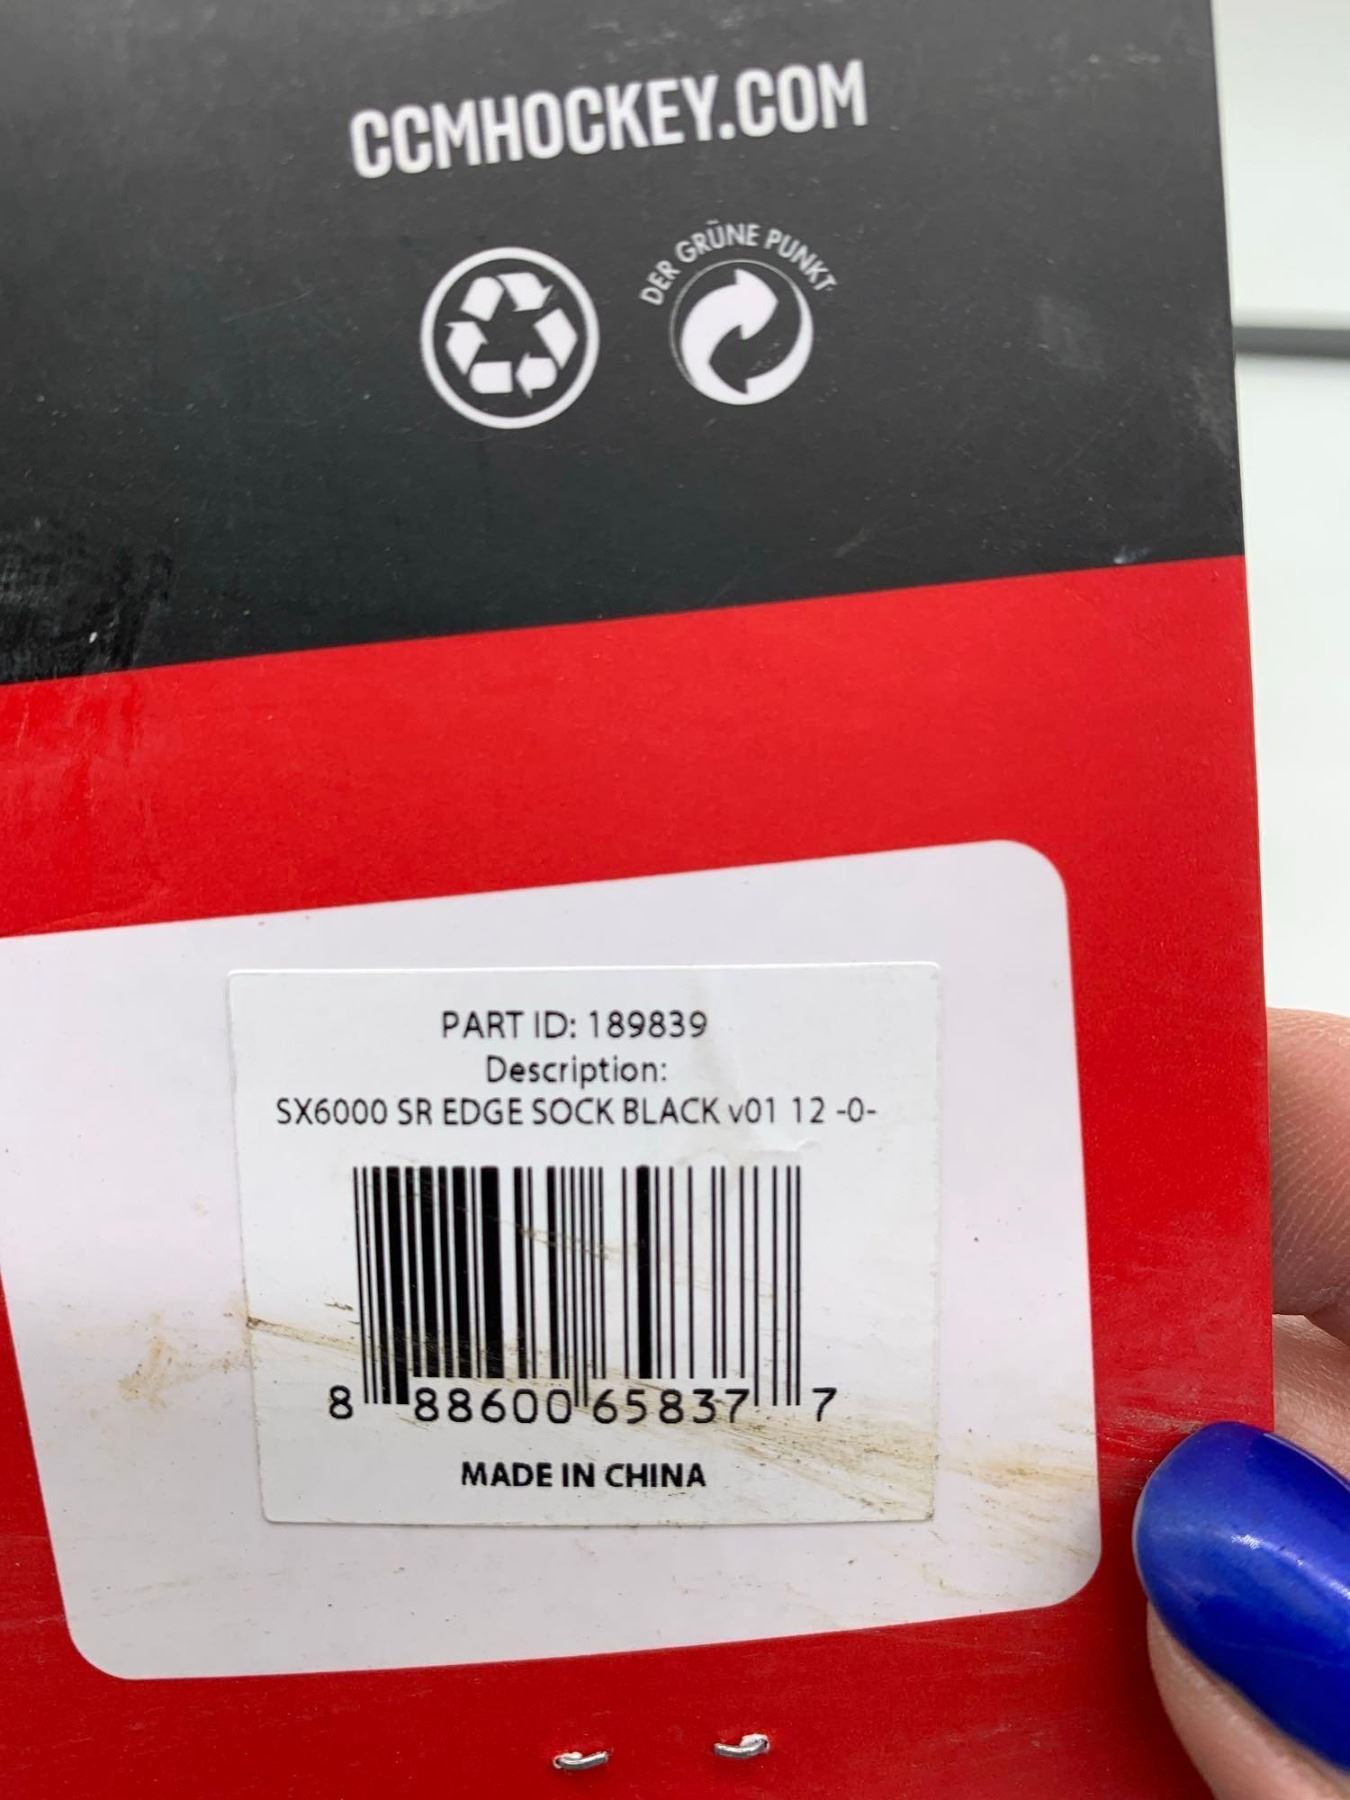 CCMHOCKEY.COM
DER GRÜNE PUNKT
PART ID: 189839
Description:
SX6000 SR EDGE SOCK BLACK v01 12 -0-
8 88600 65837 7
MADE IN CHINA